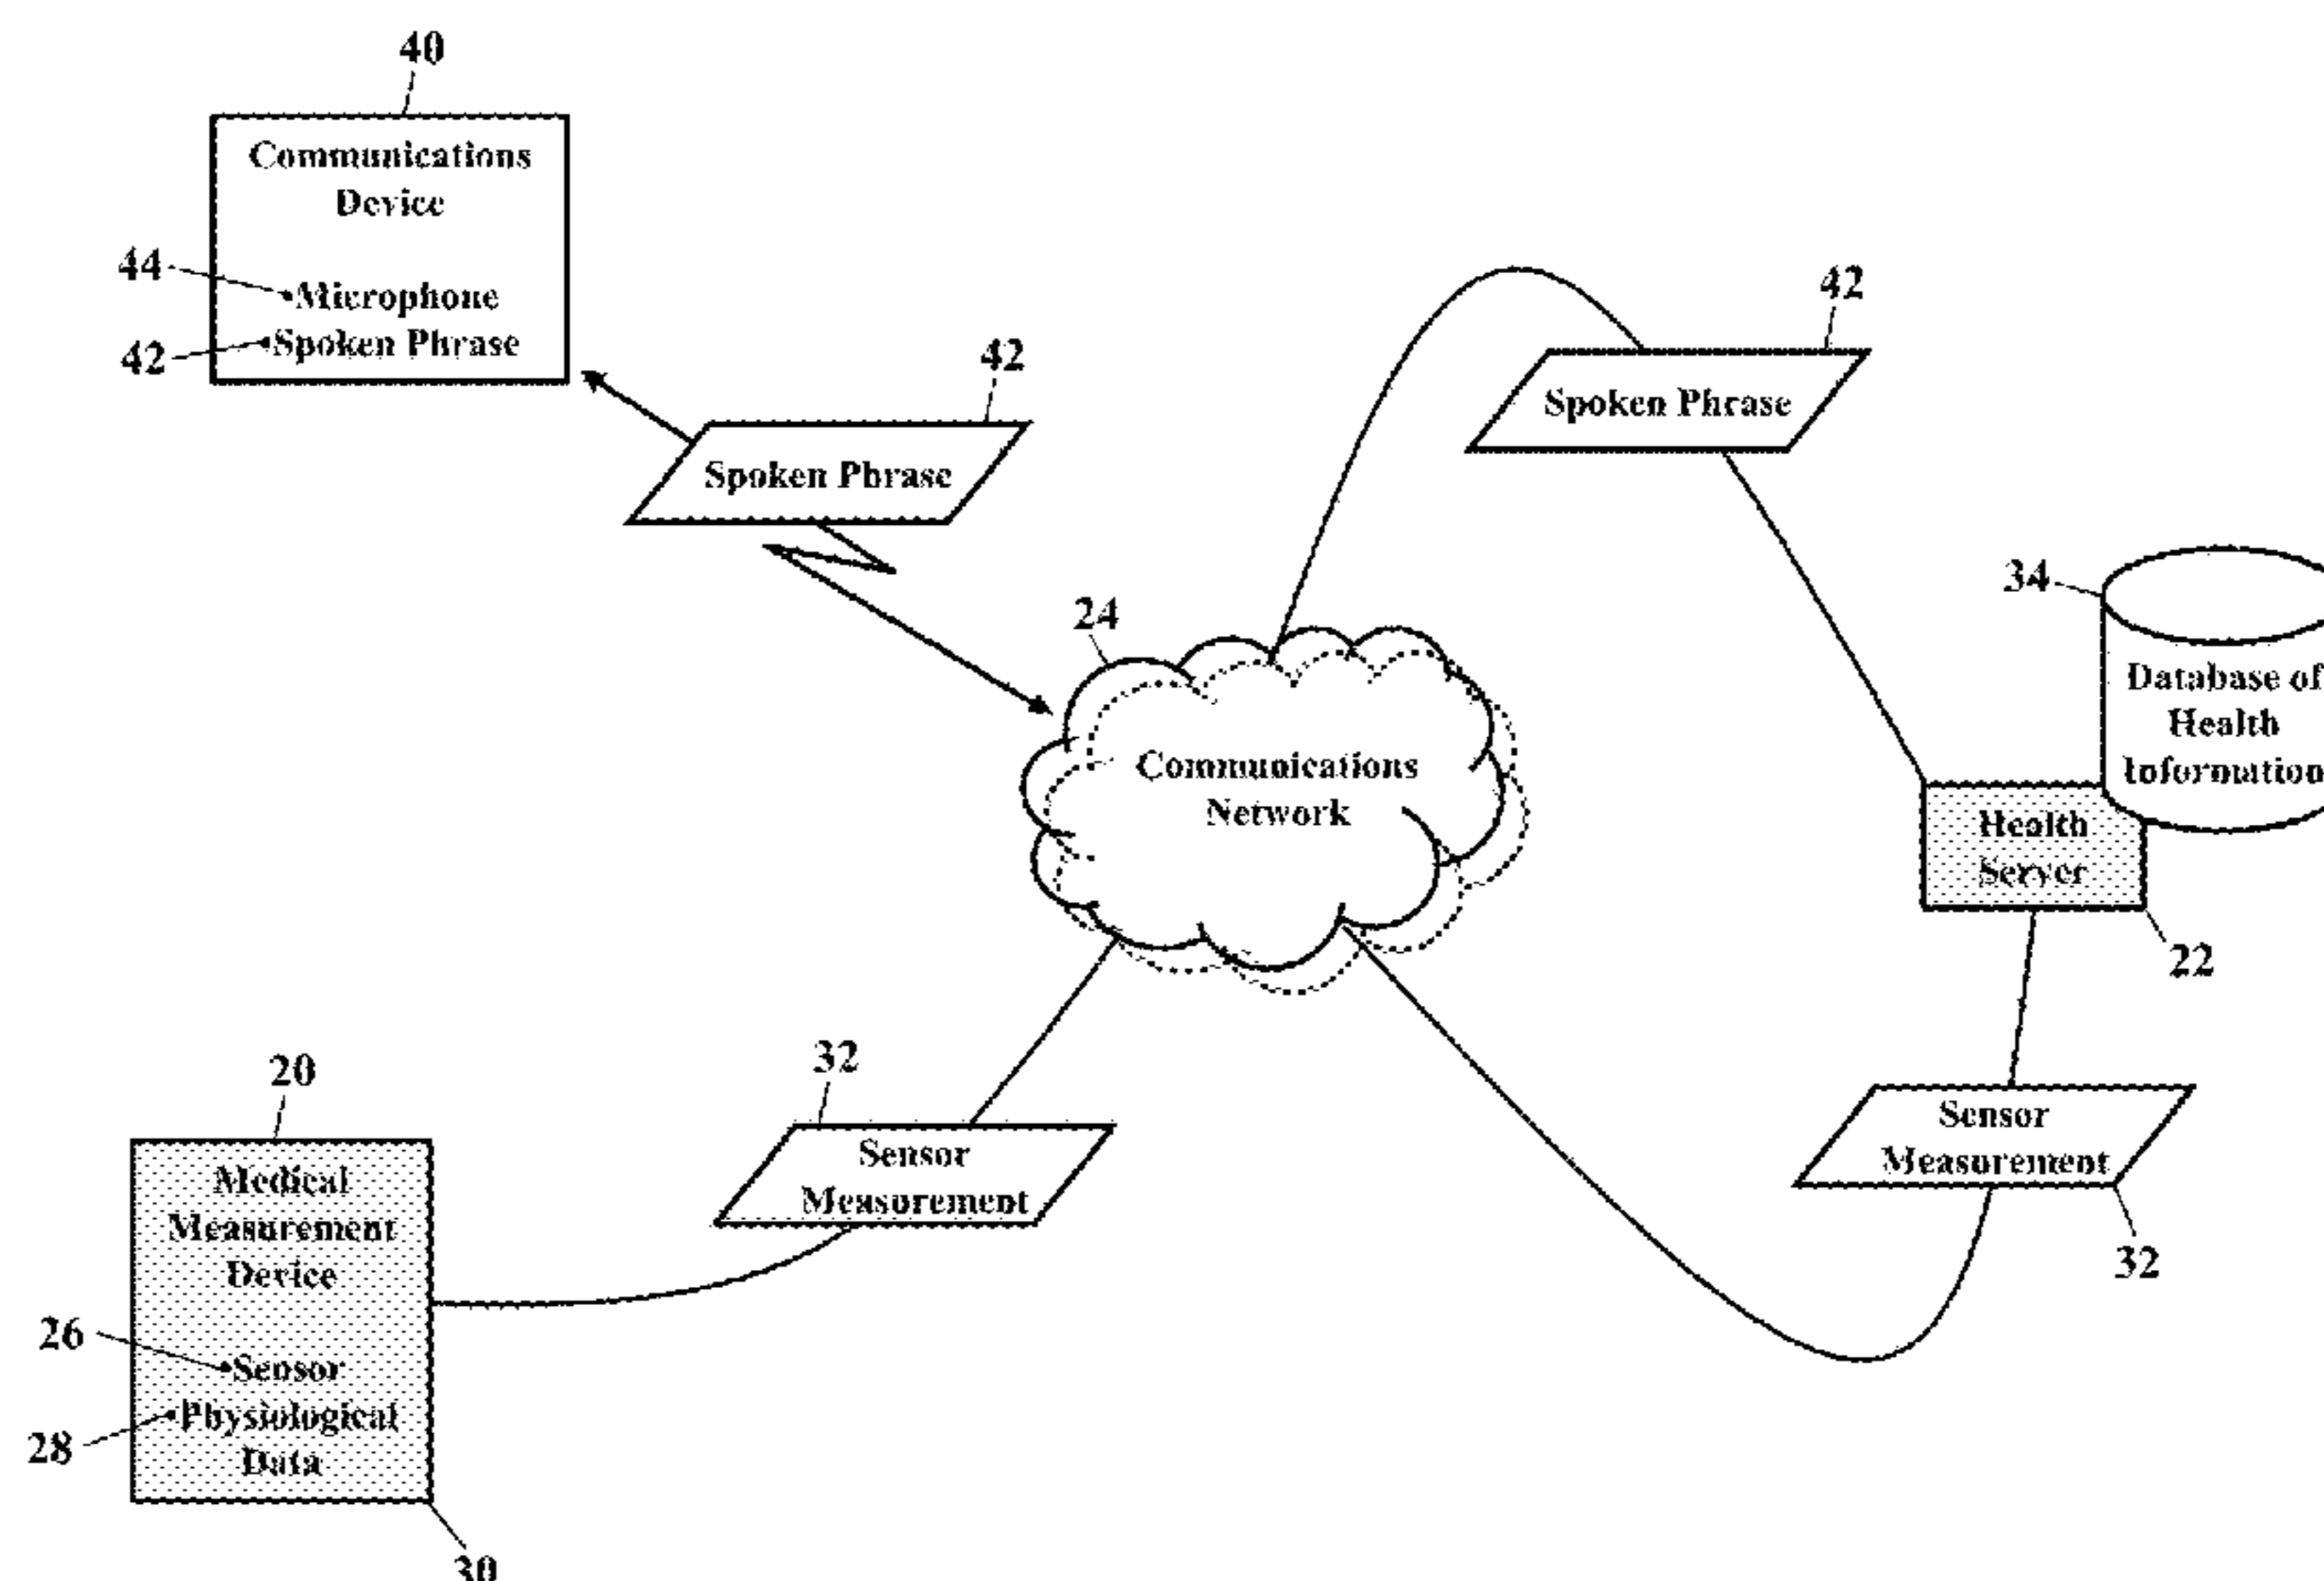 40
Communications
Device
44
•Microphone
42
•Spoken Phrase
42
Spoken Phrase
42
Spoken Phrase
24
Communications
Network
34
Database of
Health
Information
Health
Server
22
20
Medical
Measurement
Device
26
•Sensor
28
•Physiological
Data
30
32
Sensor
Measurement
Sensor
Measurement
32